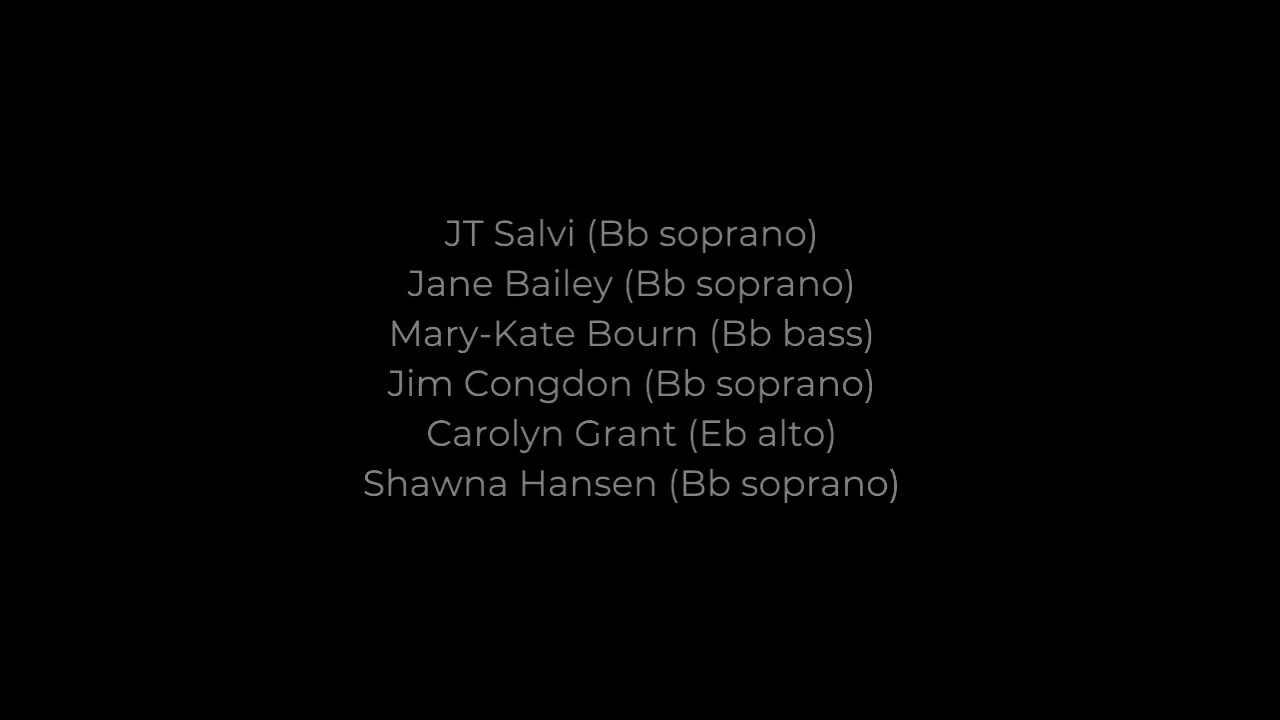 JT Salvi (Bb soprano)
Jane Bailey (Bb soprano)
Mary-Kate Bourn (Bb bass)
Jim Congdon (Bb soprano)
Carolyn Grant (Eb alto)
Shawna Hansen (Bb soprano)